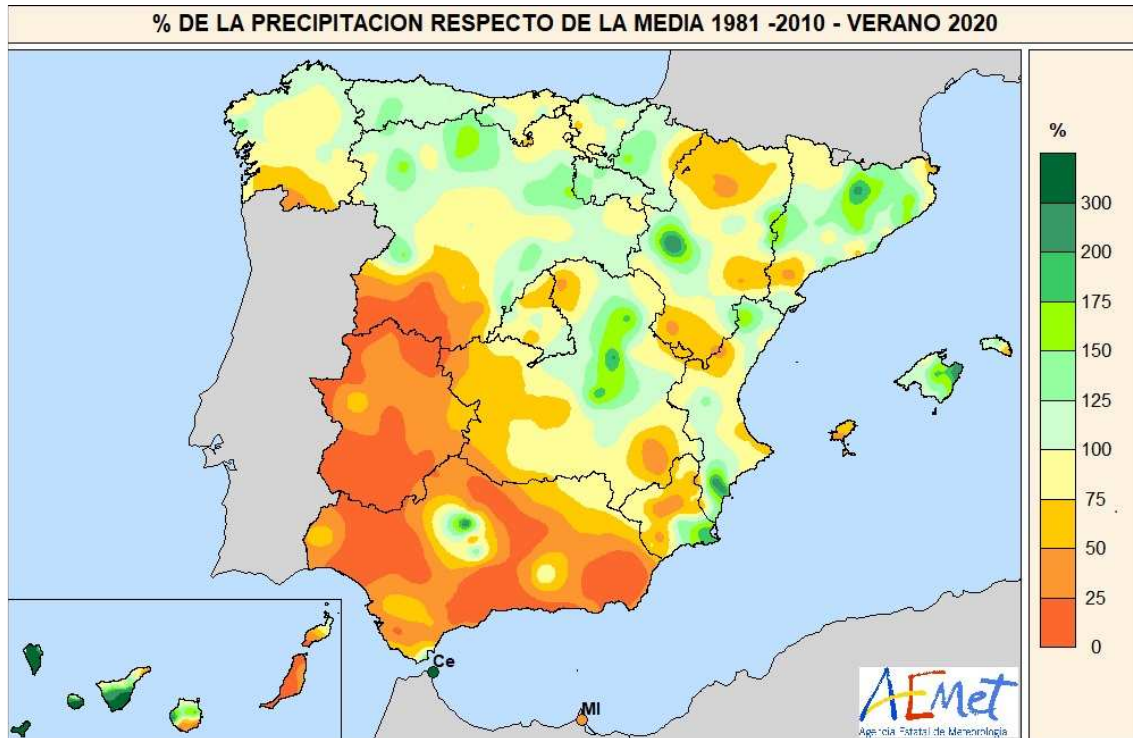 % DE LA PRECIPITACION RESPECTO DE LA MEDIA 1981 -2010 - VERANO 2020
%
300
200
175
150
125
100
75
50
25
0
Ce
Ml
AEMet
Agencia Estatal de Meteorología